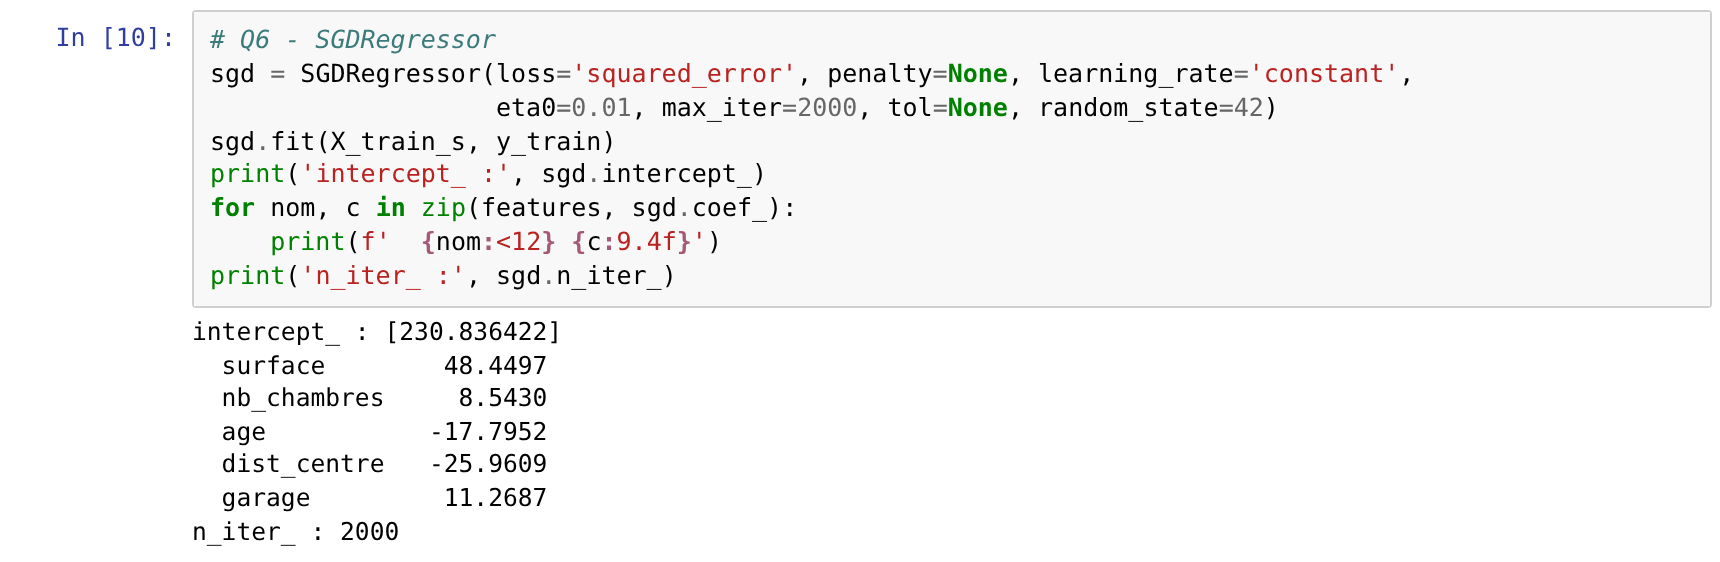 In [10]:
# Q6 - SGDRegressor
sgd = SGDRegressor(loss='squared_error', penalty=None, learning_rate='constant',
                   eta0=0.01, max_iter=2000, tol=None, random_state=42)
sgd.fit(X_train_s, y_train)
print('intercept_ :', sgd.intercept_)
for nom, c in zip(features, sgd.coef_):
    print(f'  {nom:<12} {c:9.4f}')
print('n_iter_ :', sgd.n_iter_)
intercept_ : [230.836422]
  surface        48.4497
  nb_chambres     8.5430
  age           -17.7952
  dist_centre   -25.9609
  garage         11.2687
n_iter_ : 2000